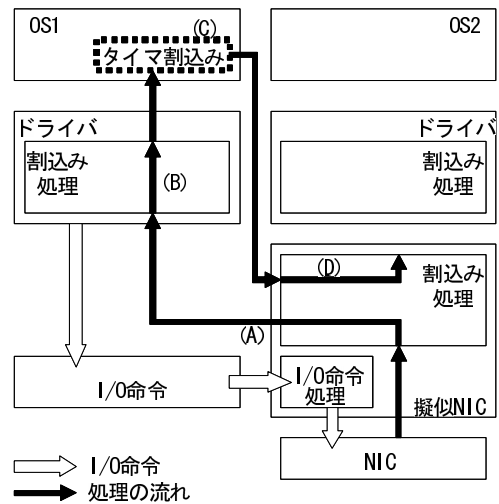 OS1
(C)
タイマ割込み
OS2
ドライバ
割込み
処理
(B)
ドライバ
割込み
処理
(D)
割込み
処理
(A)
I/O命令
I/O命令
処理
擬似NIC
NIC
I/O命令
処理の流れ